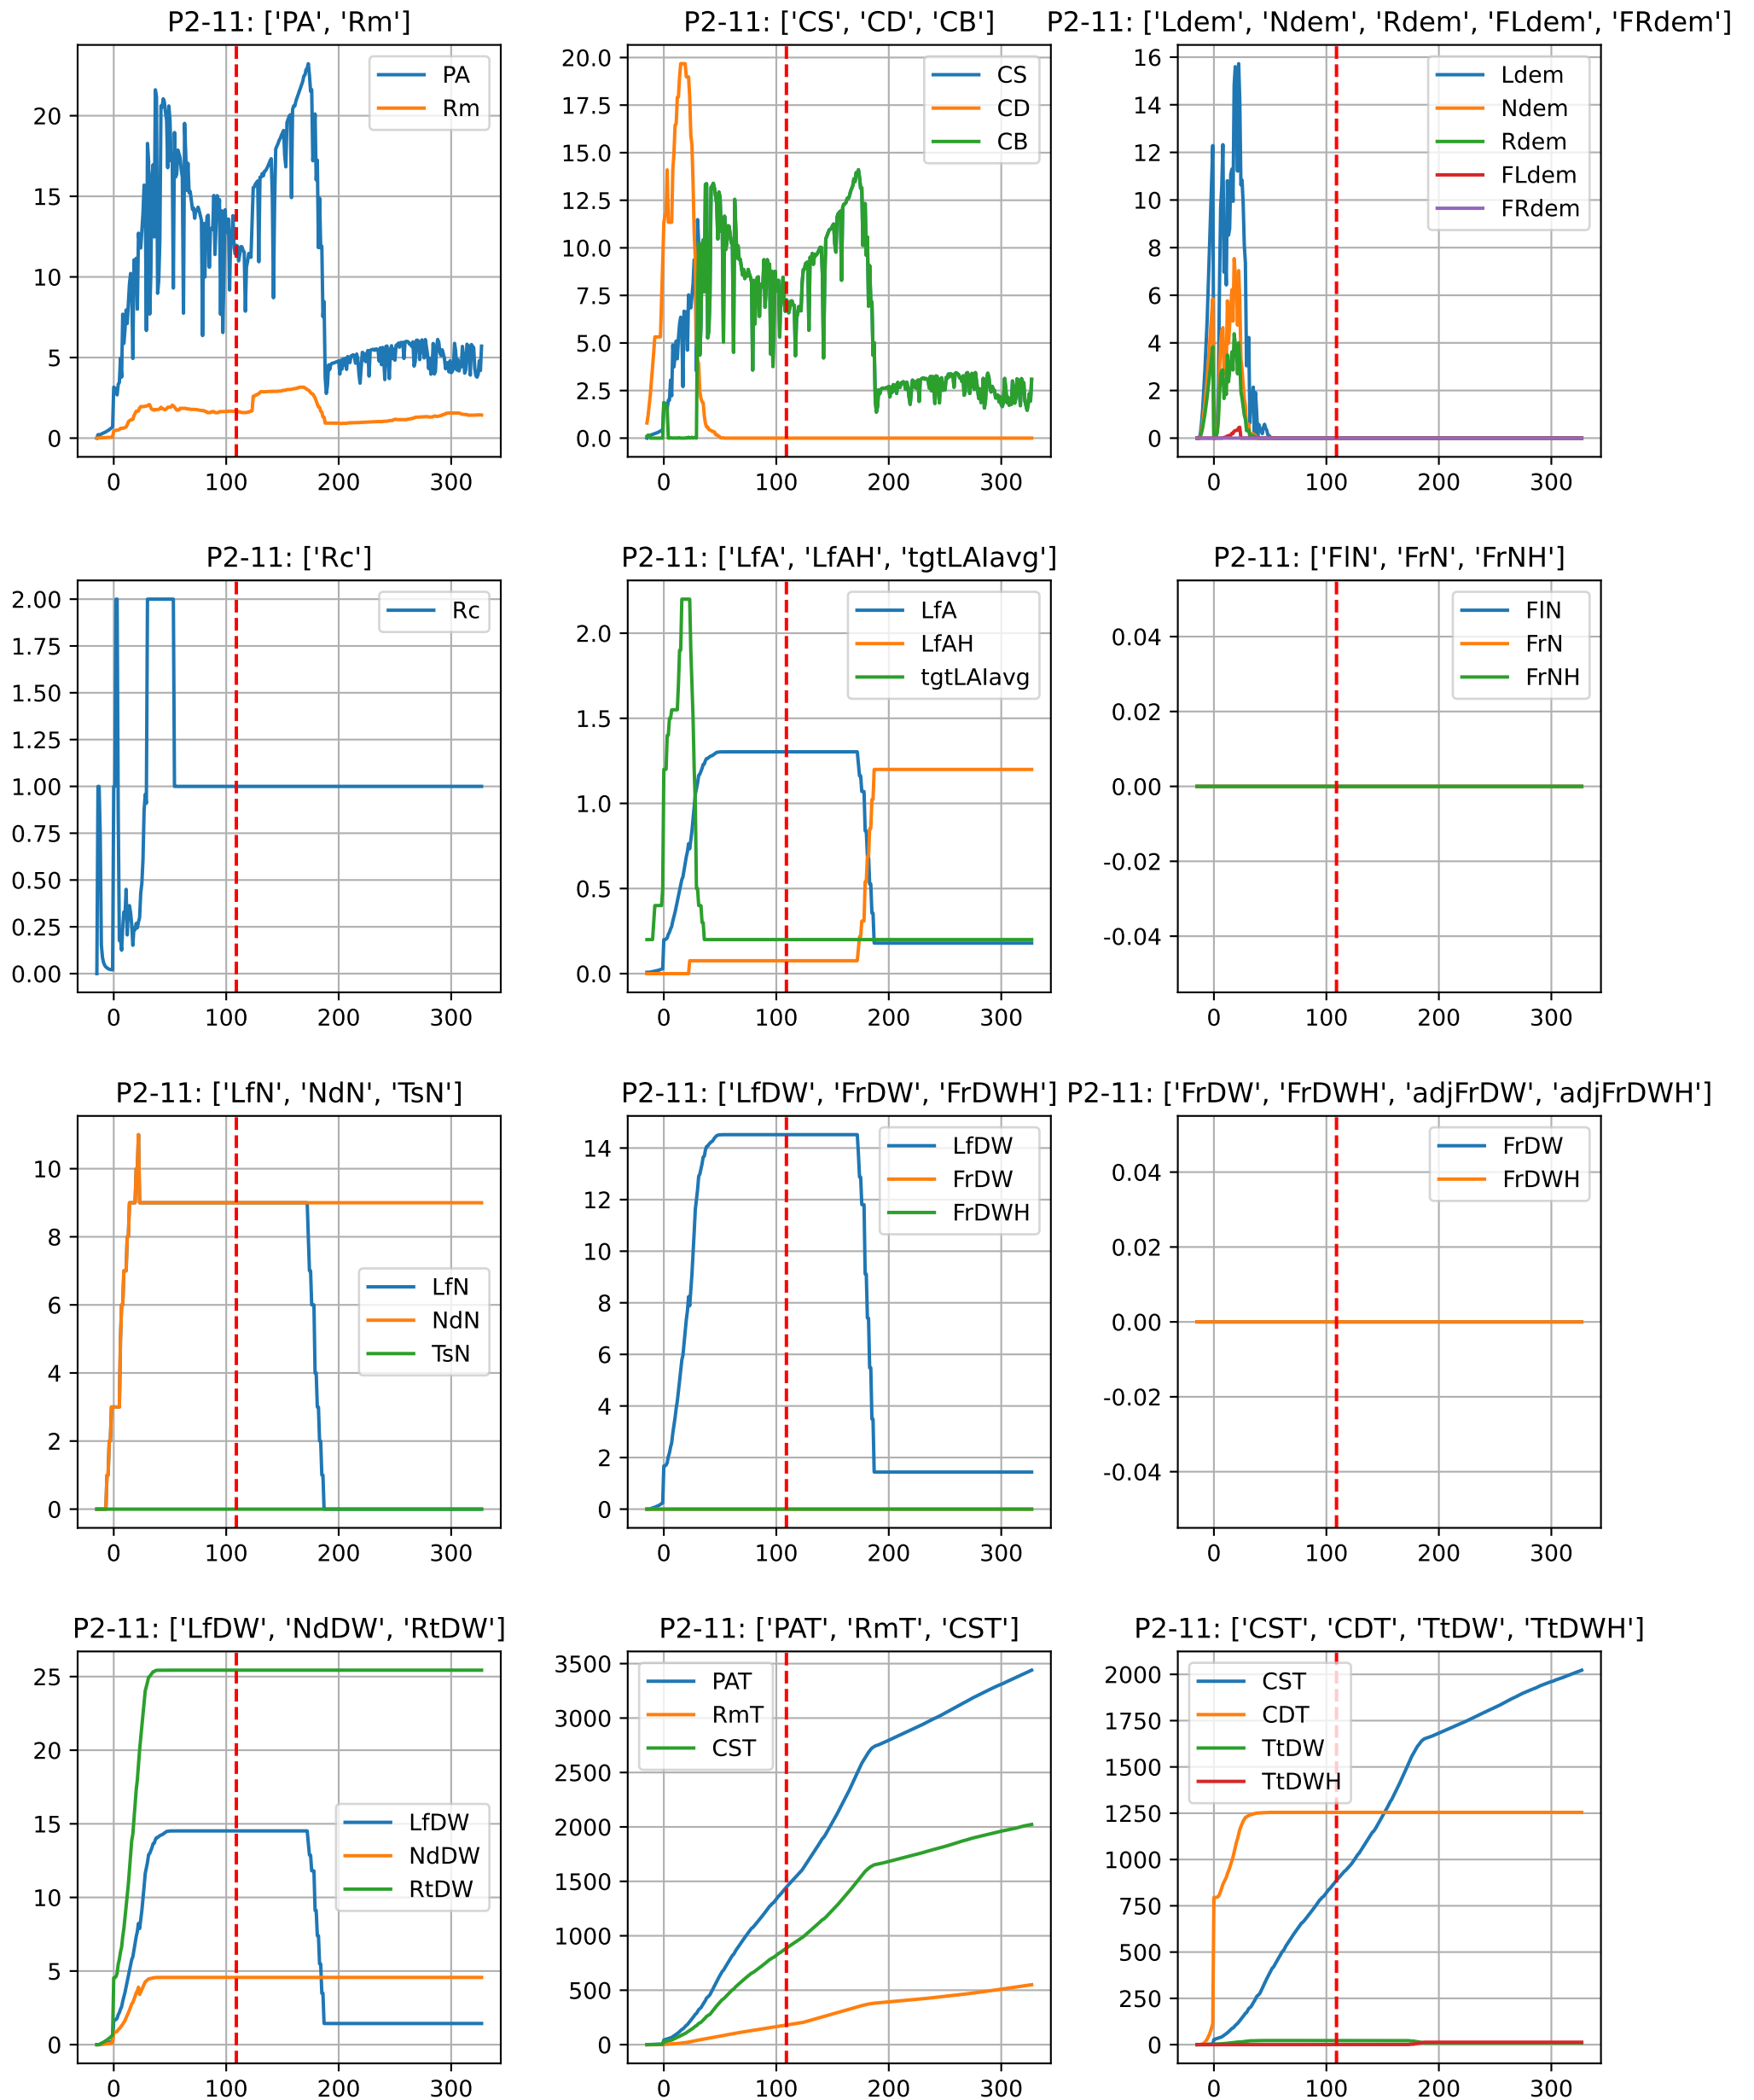 P2-11: ['PA', 'Rm']
PA
Rm
20
15
10
5
0
0 100 200 300
P2-11: ['CS', 'CD', 'CB']
CS
CD
CB
20.0
17.5
15.0
12.5
10.0
7.5
5.0
2.5
0.0
0 100 200 300
P2-11: ['Ldem', 'Ndem', 'Rdem', 'FLdem', 'FRdem']
Ldem
Ndem
Rdem
FLdem
FRdem
16
14
12
10
8
6
4
2
0
0 100 200 300
P2-11: ['Rc']
Rc
2.00
1.75
1.50
1.25
1.00
0.75
0.50
0.25
0.00
0 100 200 300
P2-11: ['LfA', 'LfAH', 'tgtLAIavg']
LfA
LfAH
tgtLAIavg
2.0
1.5
1.0
0.5
0.0
0 100 200 300
P2-11: ['FlN', 'FrN', 'FrNH']
FlN
FrN
FrNH
0.04
0.02
0.00
-0.02
-0.04
0 100 200 300
P2-11: ['LfN', 'NdN', 'TsN']
LfN
NdN
TsN
10
8
6
4
2
0
0 100 200 300
P2-11: ['LfDW', 'FrDW', 'FrDWH']
LfDW
FrDW
FrDWH
14
12
10
8
6
4
2
0
0 100 200 300
P2-11: ['FrDW', 'FrDWH', 'adjFrDW', 'adjFrDWH']
FrDW
FrDWH
0.04
0.02
0.00
-0.02
-0.04
0 100 200 300
P2-11: ['LfDW', 'NdDW', 'RtDW']
LfDW
NdDW
RtDW
25
20
15
10
5
0
0 100 200 300
P2-11: ['PAT', 'RmT', 'CST']
PAT
RmT
CST
3500
3000
2500
2000
1500
1000
500
0
0 100 200 300
P2-11: ['CST', 'CDT', 'TtDW', 'TtDWH']
CST
CDT
TtDW
TtDWH
2000
1750
1500
1250
1000
750
500
250
0
0 100 200 300